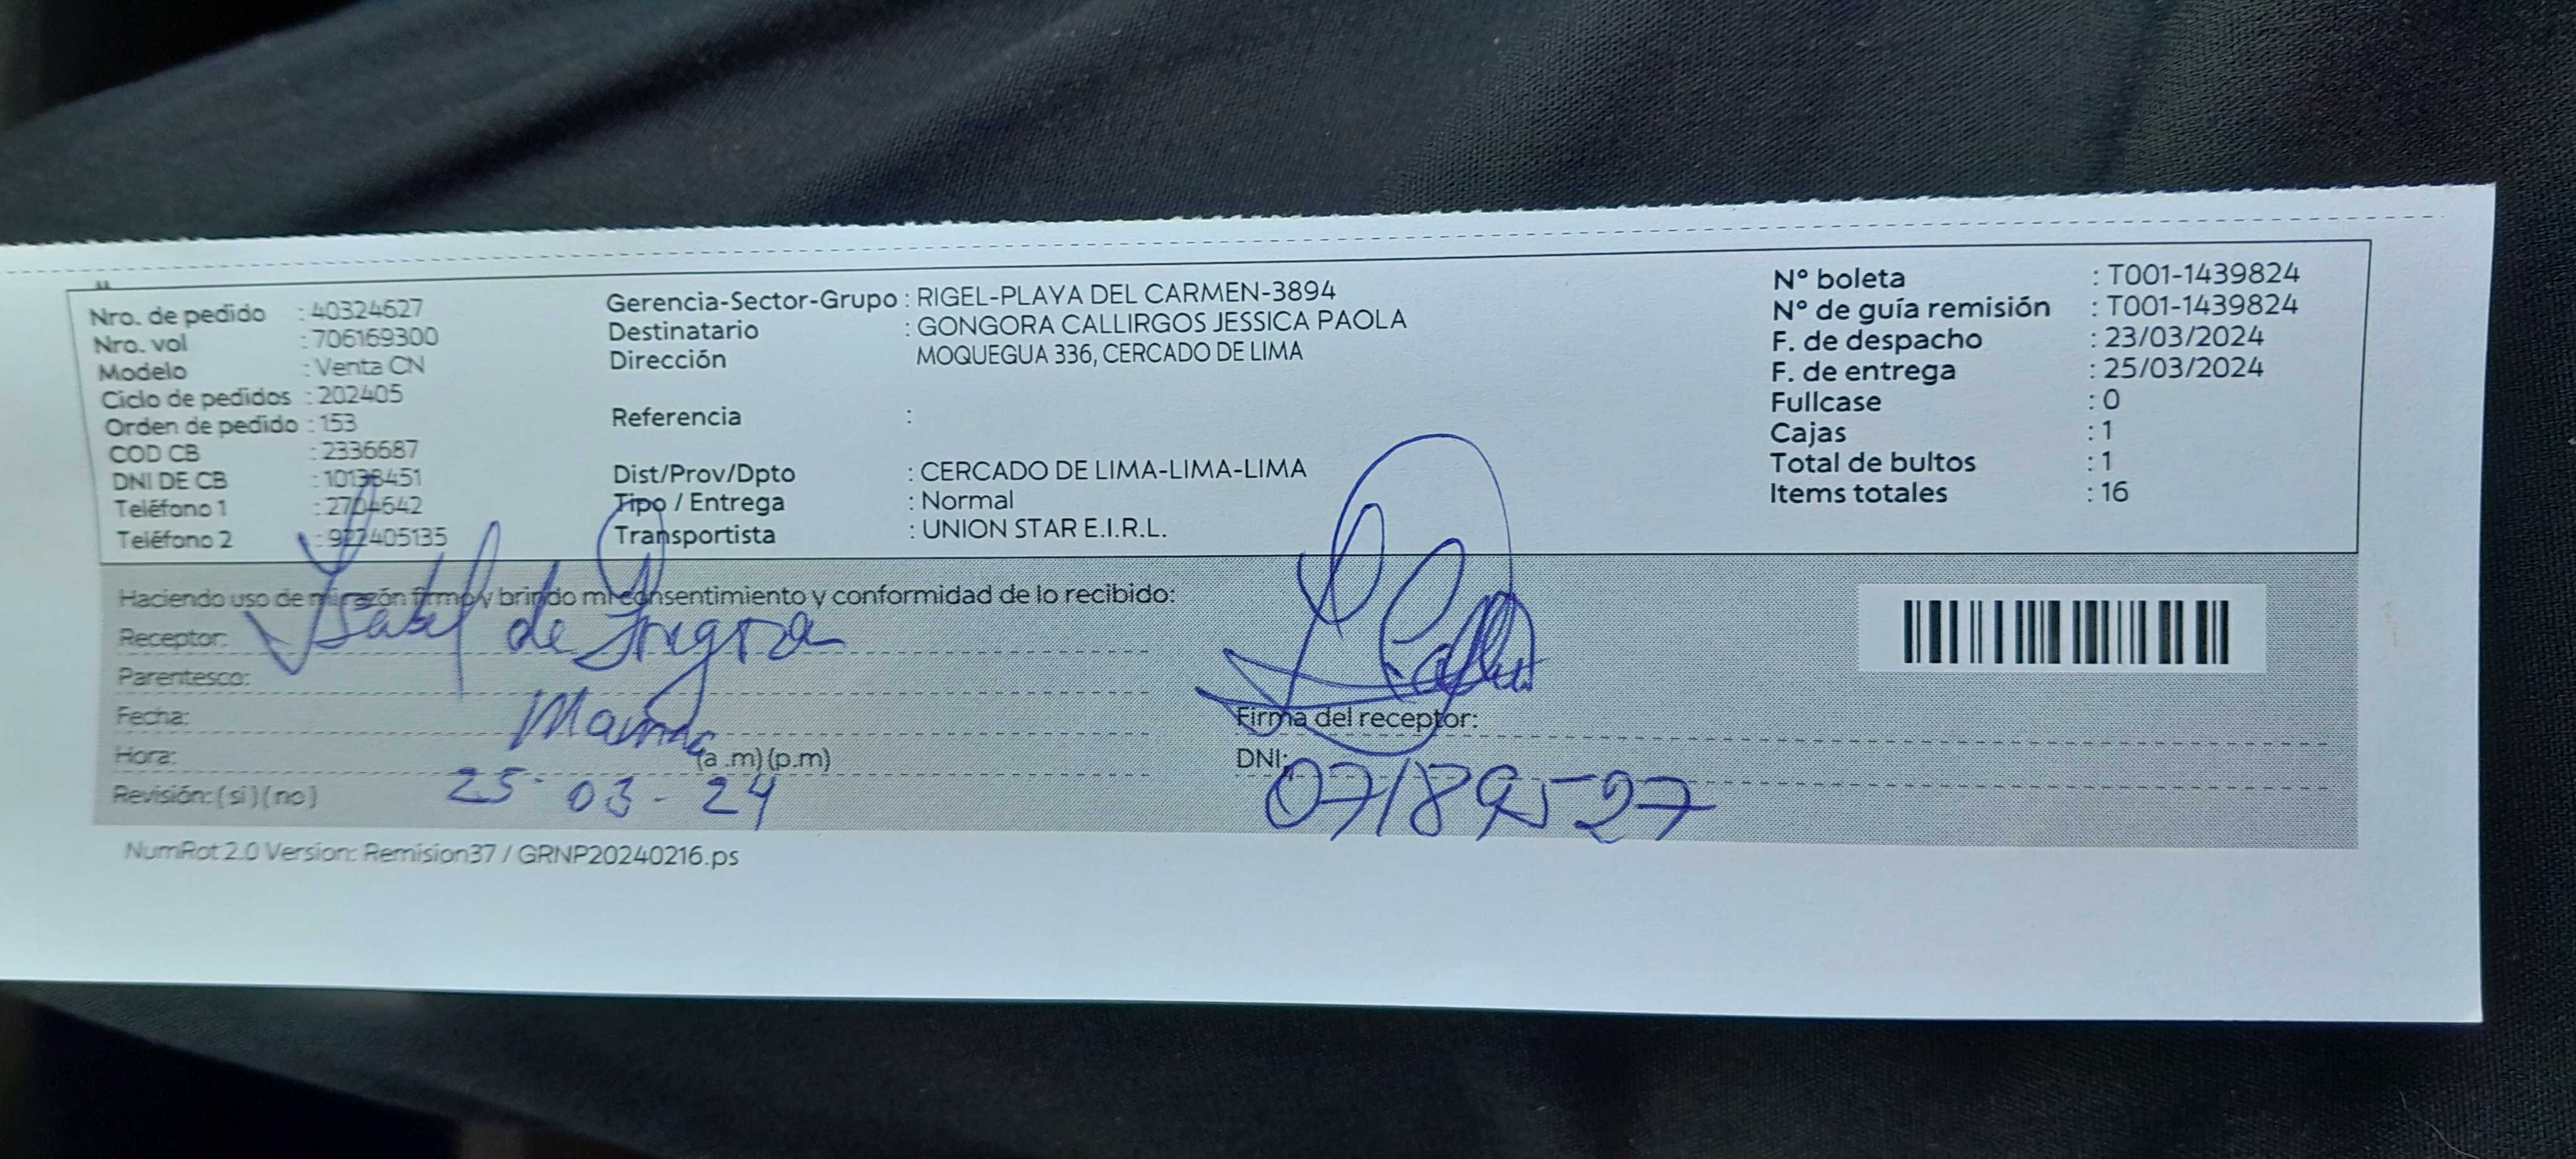 Nro. de pedido : 40324627
Nro. vol : 706169300
Modelo : Venta CN
Ciclo de pedidos : 202405
Orden de pedido : 153
COD CB : 2336687
DNI DE CB : 10138451
Teléfono 1 : 2704642
Teléfono 2 : 922405135
Gerencia-Sector-Grupo : RIGEL-PLAYA DEL CARMEN-3894
Destinatario : GONGORA CALLIRGOS JESSICA PAOLA
Dirección MOQUEGUA 336, CERCADO DE LIMA
Referencia :
Dist/Prov/Dpto : CERCADO DE LIMA-LIMA-LIMA
Tipo / Entrega : Normal
Transportista : UNION STAR E.I.R.L.
N° boleta : T001-1439824
N° de guía remisión : T001-1439824
F. de despacho : 23/03/2024
F. de entrega : 25/03/2024
Fullcase : 0
Cajas : 1
Total de bultos : 1
Items totales : 16
Haciendo uso de mi razón firmo y brindo mi consentimiento y conformidad de lo recibido:
Receptor: Isabel de Góngora
Parentesco:
Fecha: Mamá
Hora: (a .m)(p.m)
Revisión: ( si ) ( no ) 25-03-24
Firma del receptor:
DNI: 07189527
NumRot 2.0 Version: Remision37 / GRNP20240216.ps